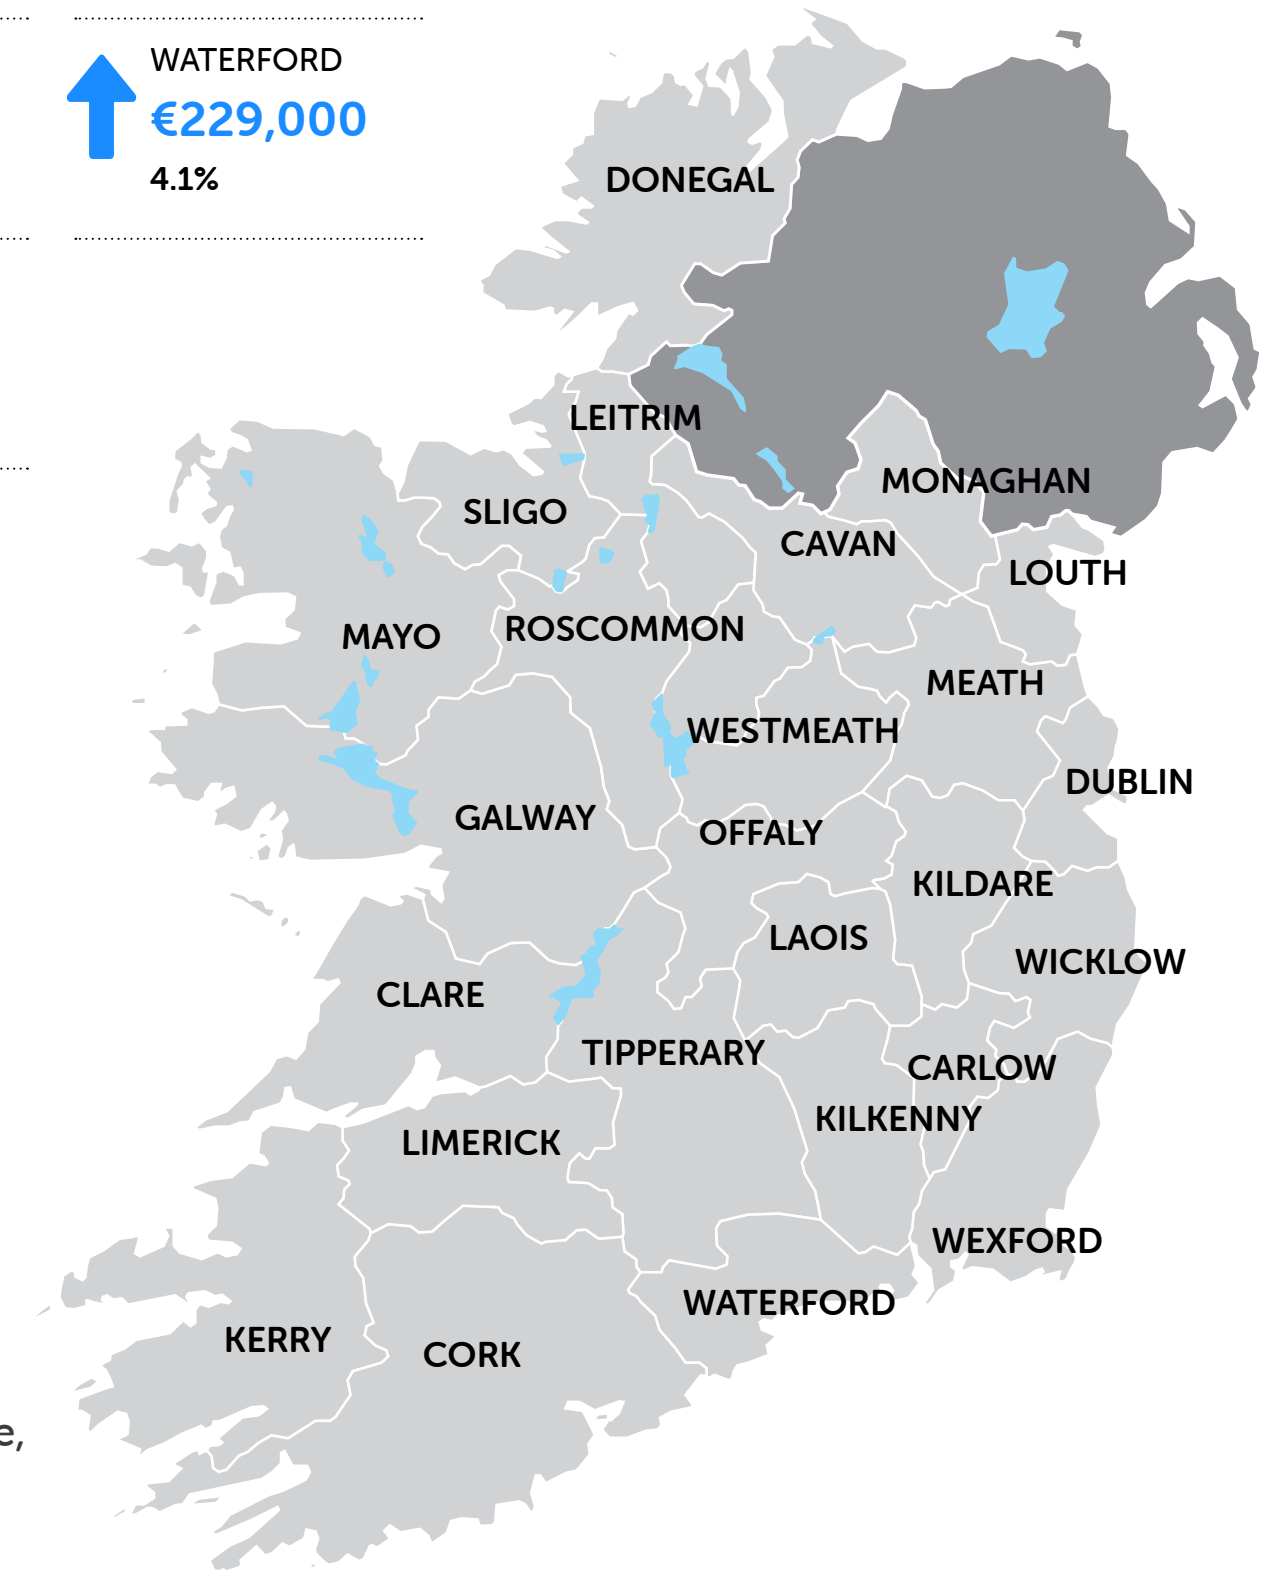 WATERFORD
€229,000
4.1%
DONEGAL
LEITRIM
MONAGHAN
SLIGO
CAVAN
LOUTH
ROSCOMMON
MAYO
MEATH
WESTMEATH
DUBLIN
GALWAY
OFFALY
KILDARE
LAOIS
WICKLOW
CLARE
TIPPERARY
CARLOW
KILKENNY
LIMERICK
WEXFORD
WATERFORD
KERRY
CORK
e,